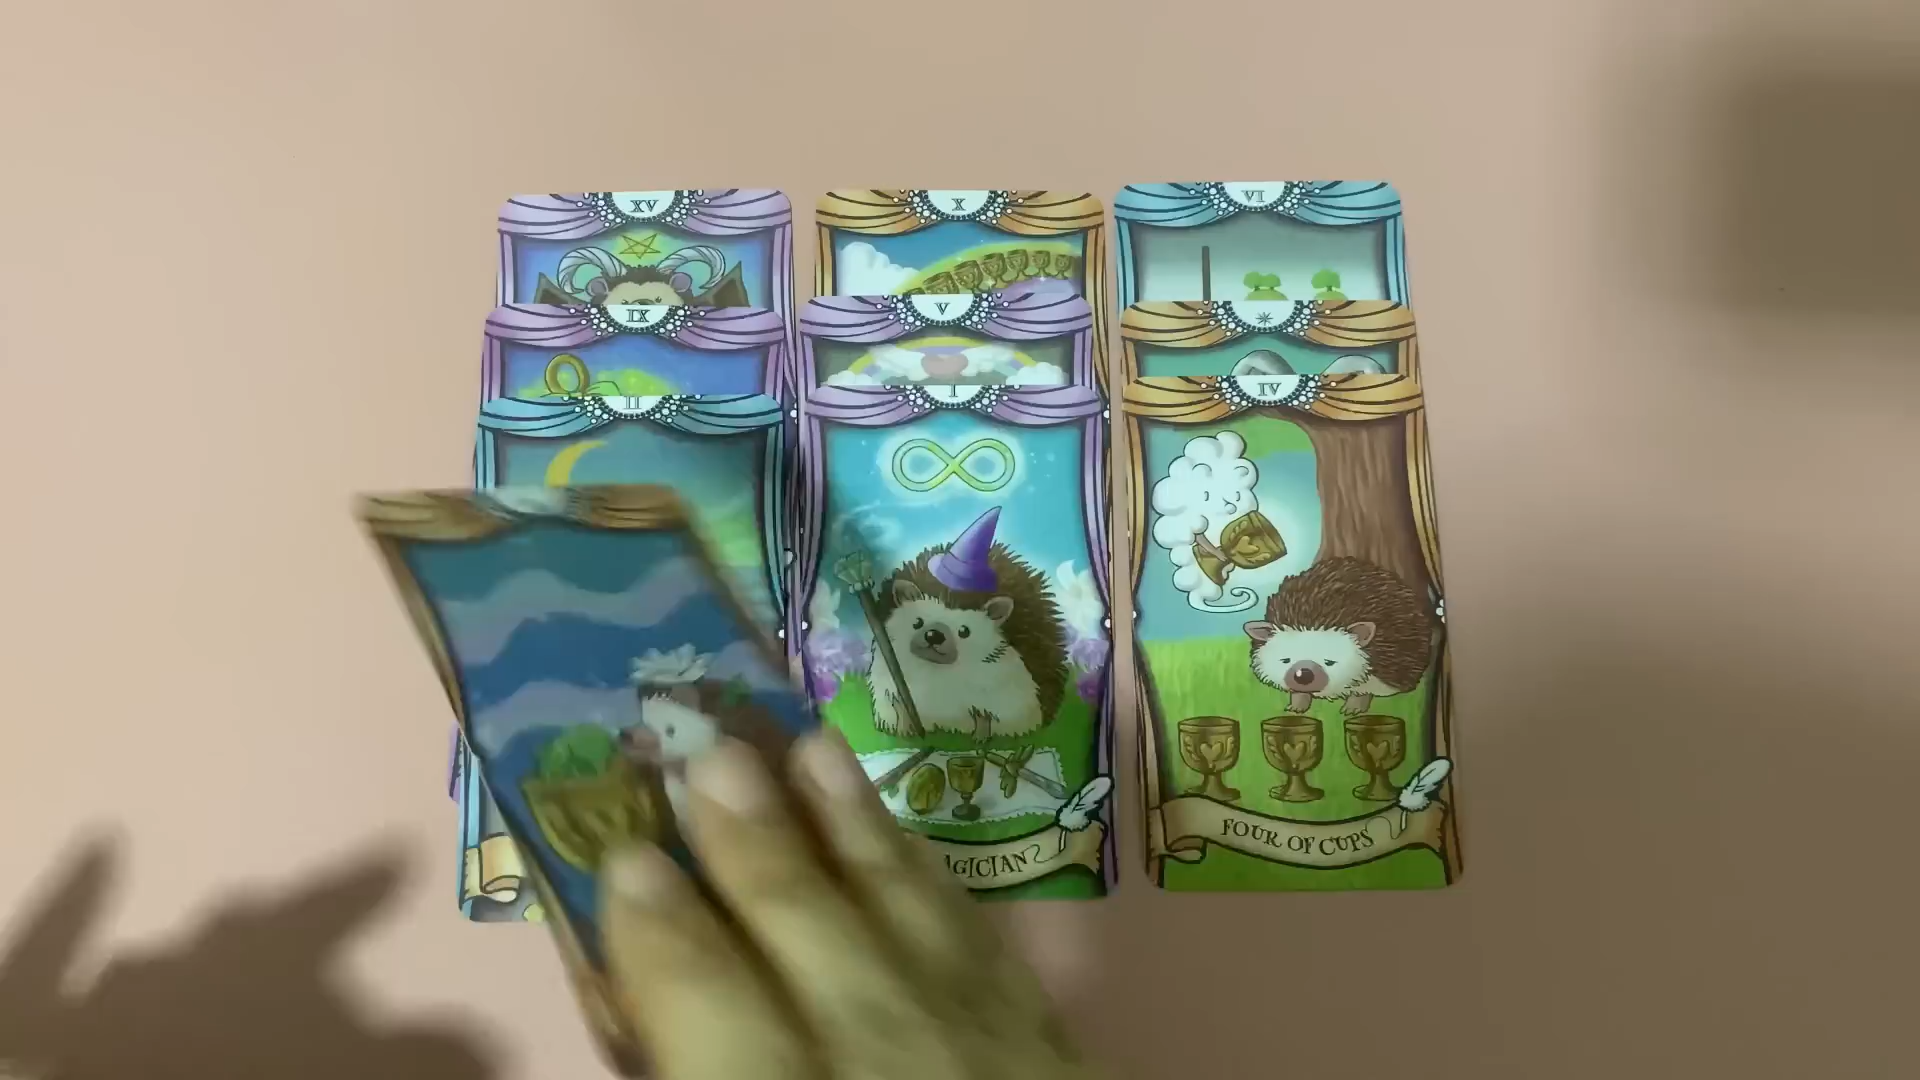 XV
X
VI
IX
V
II
I
IV
AGICIAN
FOUR OF CUPS